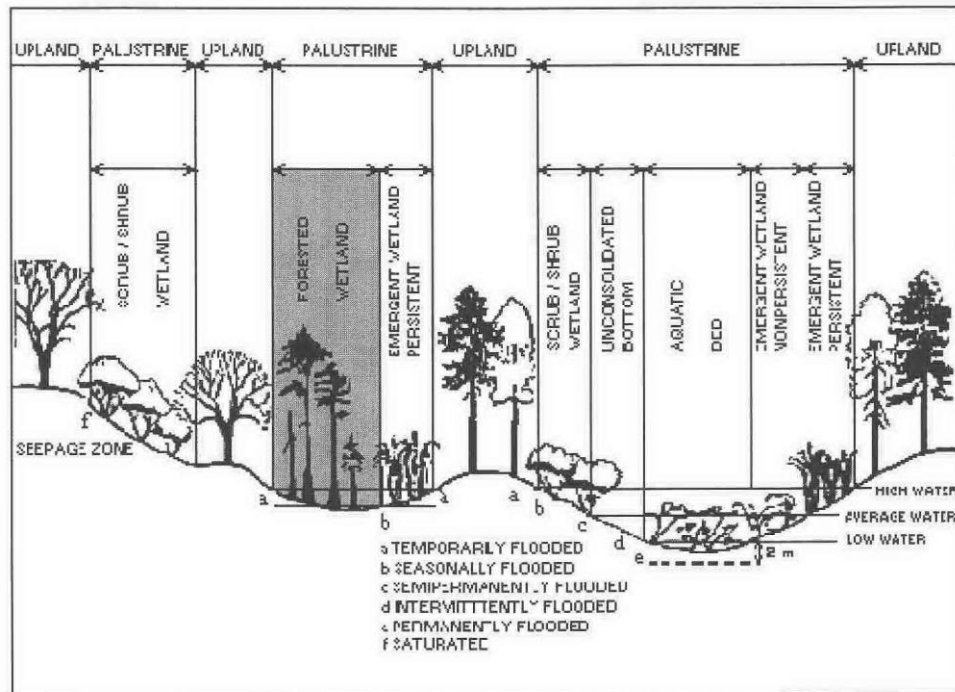 UPLAND PALUSTRINE UPLAND PALUSTRINE UPLAND PALUSTRINE UPLAND
SCRUB / SHRUB
WETLAND
FORESTED
WETLAND
EMERGENT WETLAND
PERSISTENT
SCRUB / SHRUB
WETLAND
UNCONSOLIDATED
BOTTOM
AQUATIC
BED
EMERGENT WETLAND
NONPERSISTENT
EMERGENT WETLAND
PERSISTENT
f
SEEPAGE ZONE
a
b
a
a
b
c
d
e
HIGH WATER
AVERAGE WATER
LOW WATER
2 m
a TEMPORARILY FLOODED
b SEASONALLY FLOODED
c SEMIPERMANENTLY FLOODED
d INTERMITTTENTLY FLOODED
e PERMANENTLY FLOODED
f SATURATED